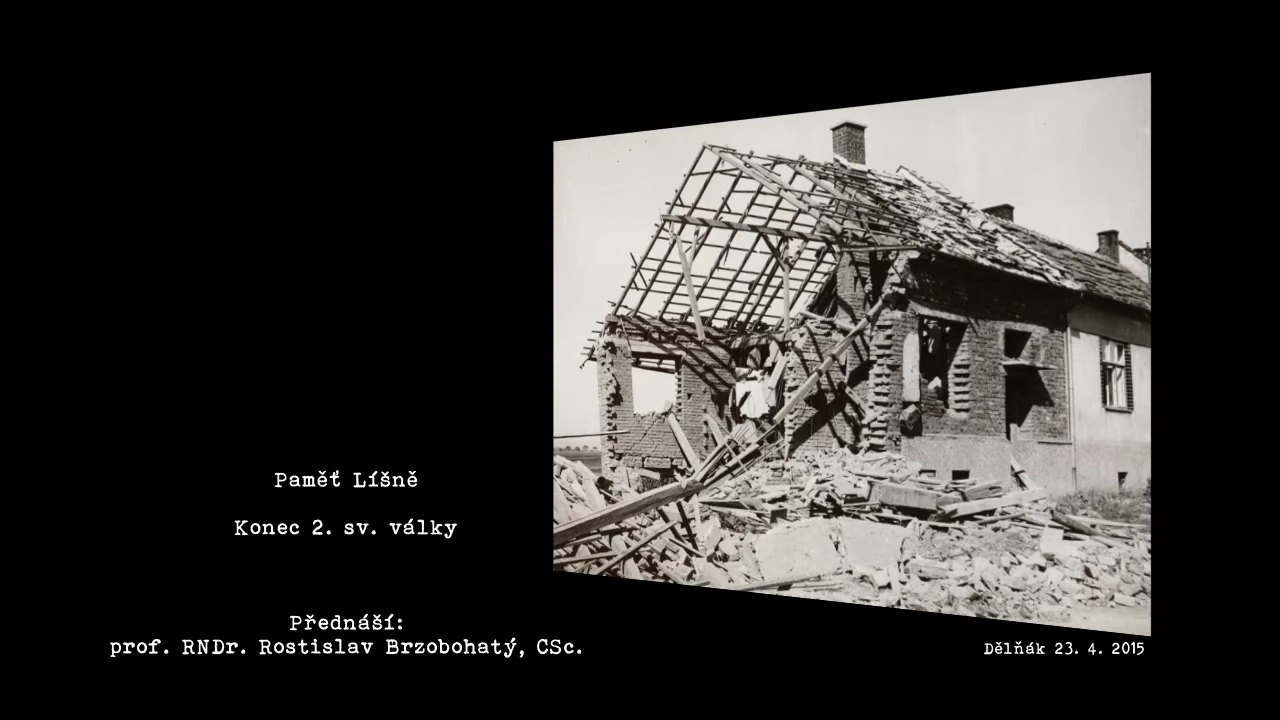 Paměť Líšně
Konec 2. sv. války
Přednáší:
prof. RNDr. Rostislav Brzobohatý, CSc.
Dělňák 23. 4. 2015